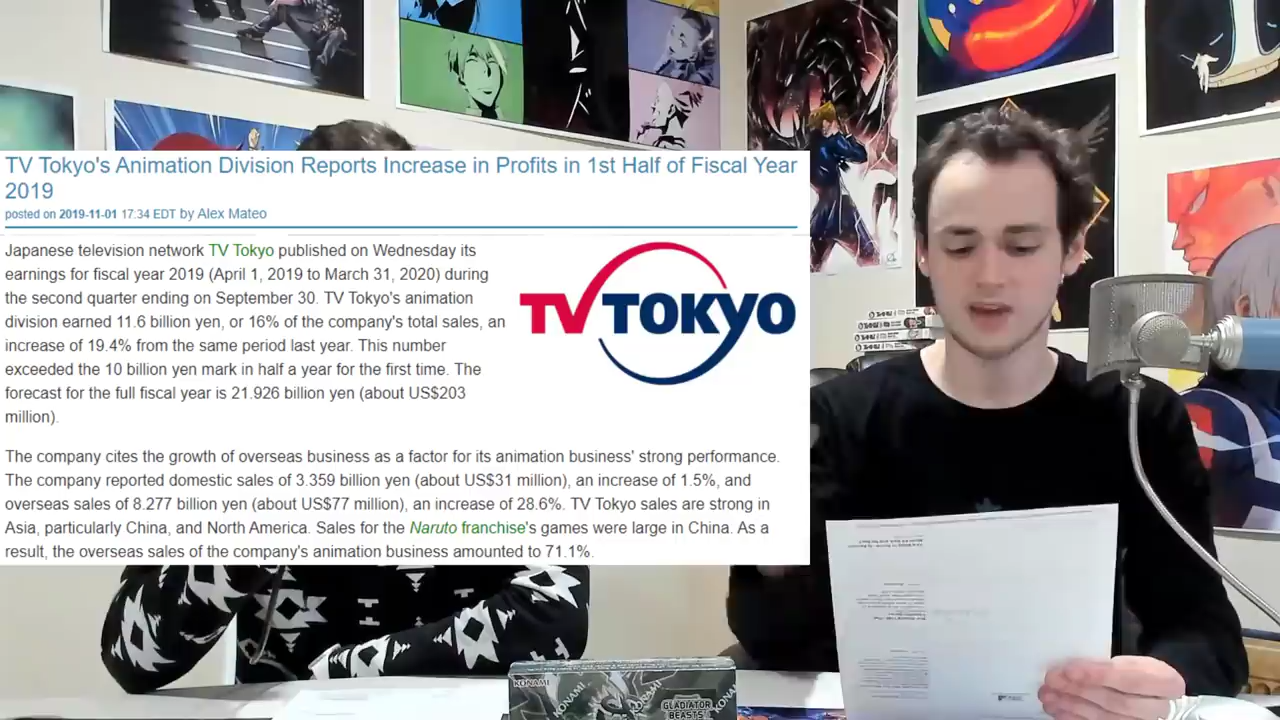 TV Tokyo's Animation Division Reports Increase in Profits in 1st Half of Fiscal Year
2019
posted on 2019-11-01 17:34 EDT by Alex Mateo
Japanese television network TV Tokyo published on Wednesday its
earnings for fiscal year 2019 (April 1, 2019 to March 31, 2020) during
the second quarter ending on September 30. TV Tokyo's animation
division earned 11.6 billion yen, or 16% of the company's total sales, an
increase of 19.4% from the same period last year. This number
exceeded the 10 billion yen mark in half a year for the first time. The
forecast for the full fiscal year is 21.926 billion yen (about US$203
million).
TV TOKYO
The company cites the growth of overseas business as a factor for its animation business' strong performance.
The company reported domestic sales of 3.359 billion yen (about US$31 million), an increase of 1.5%, and
overseas sales of 8.277 billion yen (about US$77 million), an increase of 28.6%. TV Tokyo sales are strong in
Asia, particularly China, and North America. Sales for the Naruto franchise's games were large in China. As a
result, the overseas sales of the company's animation business amounted to 71.1%.
KONAMI
KONAMI
KONAMI
GLADIATOR
BEASTS